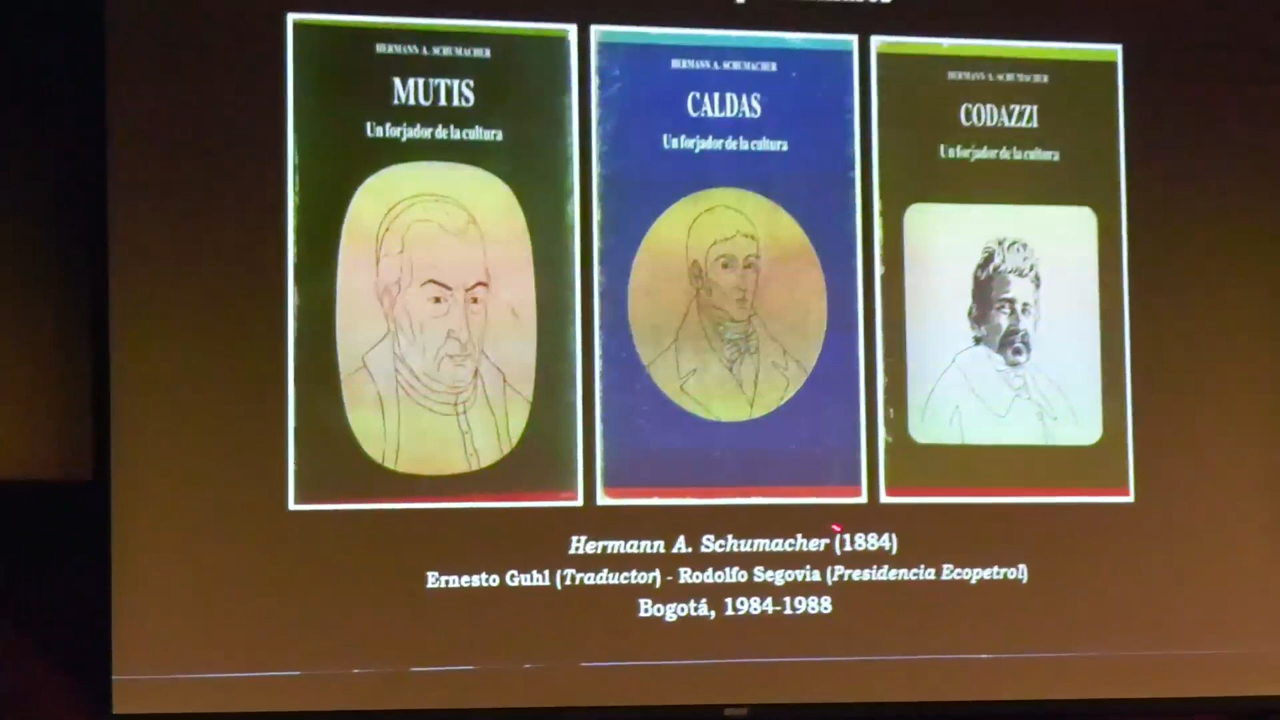 HERMANN A. SCHUMACHER
MUTIS
Un forjador de la cultura
HERMANN A. SCHUMACHER
CALDAS
Un forjador de la cultura
HERMANN A. SCHUMACHER
CODAZZI
Un forjador de la cultura
Hermann A. Schumacher (1884)
Ernesto Guhl (Traductor) - Rodolfo Segovia (Presidencia Ecopetrol)
Bogotá, 1984-1988